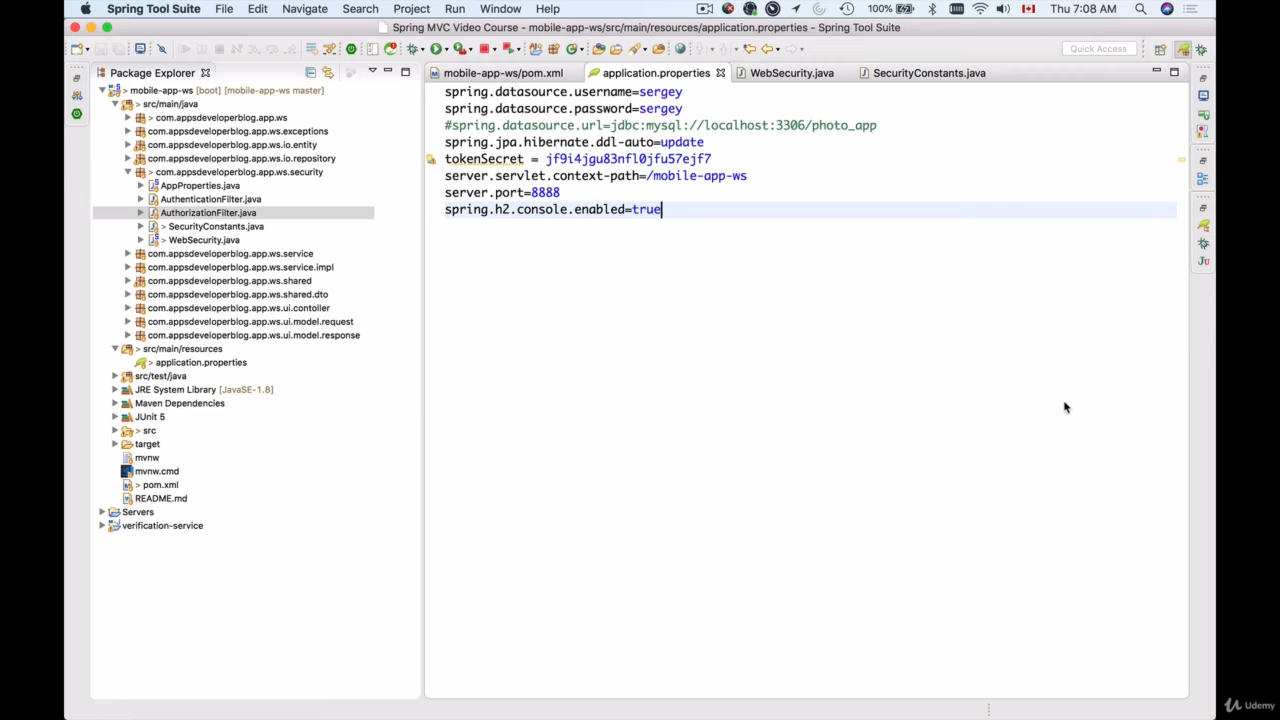 Spring Tool Suite File Edit Navigate Search Project Run Window Help 100% Thu 7:08 AM
Spring MVC Video Course - mobile-app-ws/src/main/resources/application.properties - Spring Tool Suite
Quick Access
Package Explorer
mobile-app-ws/pom.xml application.properties WebSecurity.java SecurityConstants.java
> mobile-app-ws [boot] [mobile-app-ws master]
> src/main/java
> com.appsdeveloperblog.app.ws
com.appsdeveloperblog.app.ws.exceptions
com.appsdeveloperblog.app.ws.io.entity
com.appsdeveloperblog.app.ws.io.repository
> com.appsdeveloperblog.app.ws.security
AppProperties.java
AuthenticationFilter.java
AuthorizationFilter.java
> SecurityConstants.java
> WebSecurity.java
com.appsdeveloperblog.app.ws.service
com.appsdeveloperblog.app.ws.service.impl
com.appsdeveloperblog.app.ws.shared
com.appsdeveloperblog.app.ws.shared.dto
com.appsdeveloperblog.app.ws.ui.contoller
com.appsdeveloperblog.app.ws.ui.model.request
com.appsdeveloperblog.app.ws.ui.model.response
> src/main/resources
> application.properties
src/test/java
JRE System Library [JavaSE-1.8]
Maven Dependencies
JUnit 5
> src
target
mvnw
mvnw.cmd
> pom.xml
README.md
Servers
verification-service
spring.datasource.username=sergey
spring.datasource.password=sergey
#spring.datasource.url=jdbc:mysql://localhost:3306/photo_app
spring.jpa.hibernate.ddl-auto=update
tokenSecret = jf9i4jgu83nfl0jfu57ejf7
server.servlet.context-path=/mobile-app-ws
server.port=8888
spring.h2.console.enabled=true
Udemy